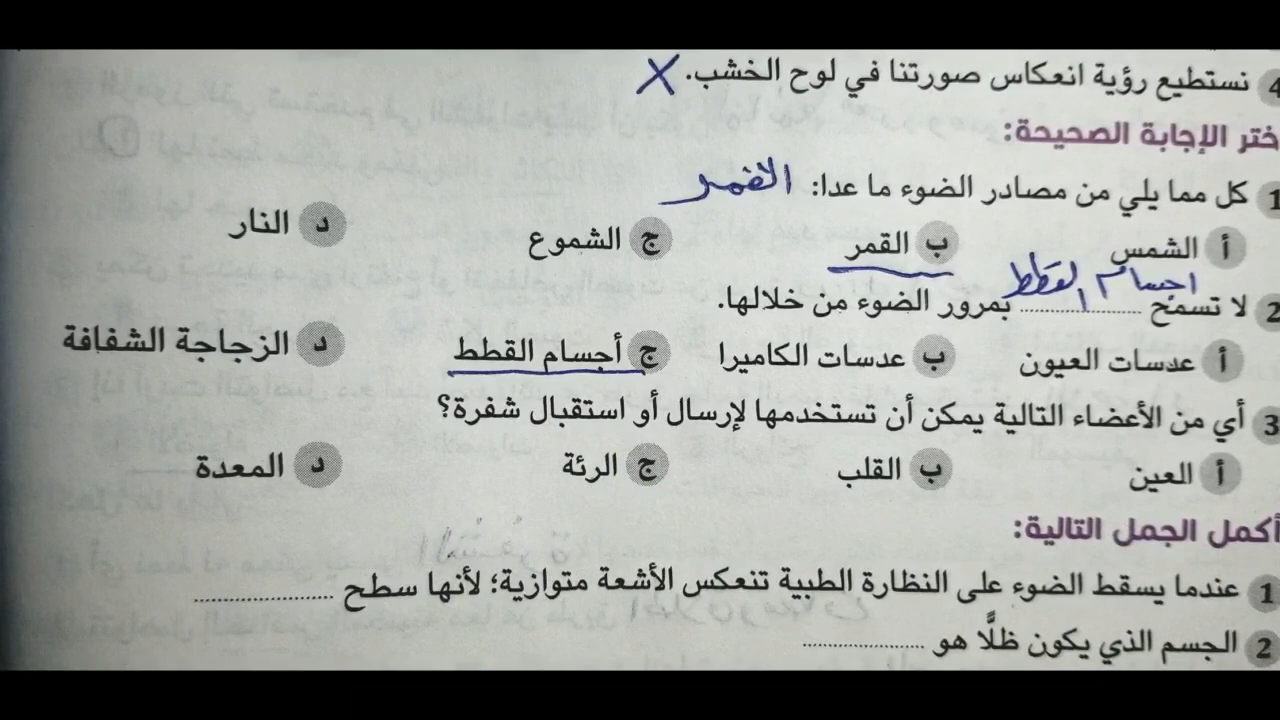 4 نستطيع رؤية انعكاس صورتنا في لوح الخشب. X
ختر الإجابة الصحيحة:
1 كل مما يلي من مصادر الضوء ما عدا: القمر
أ الشمس ب القمر ج الشموع د النار
اجسام القطط
2 لا تسمح ........ بمرور الضوء من خلالها.
أ عدسات العيون ب عدسات الكاميرا ج أجسام القطط د الزجاجة الشفافة
3 أي من الأعضاء التالية يمكن أن تستخدمها لإرسال أو استقبال شفرة؟
أ العين ب القلب ج الرئة د المعدة
أكمل الجمل التالية:
1 عندما يسقط الضوء على النظارة الطبية تنعكس الأشعة متوازية؛ لأنها سطح ........
2 الجسم الذي يكون ظلًّا هو ........